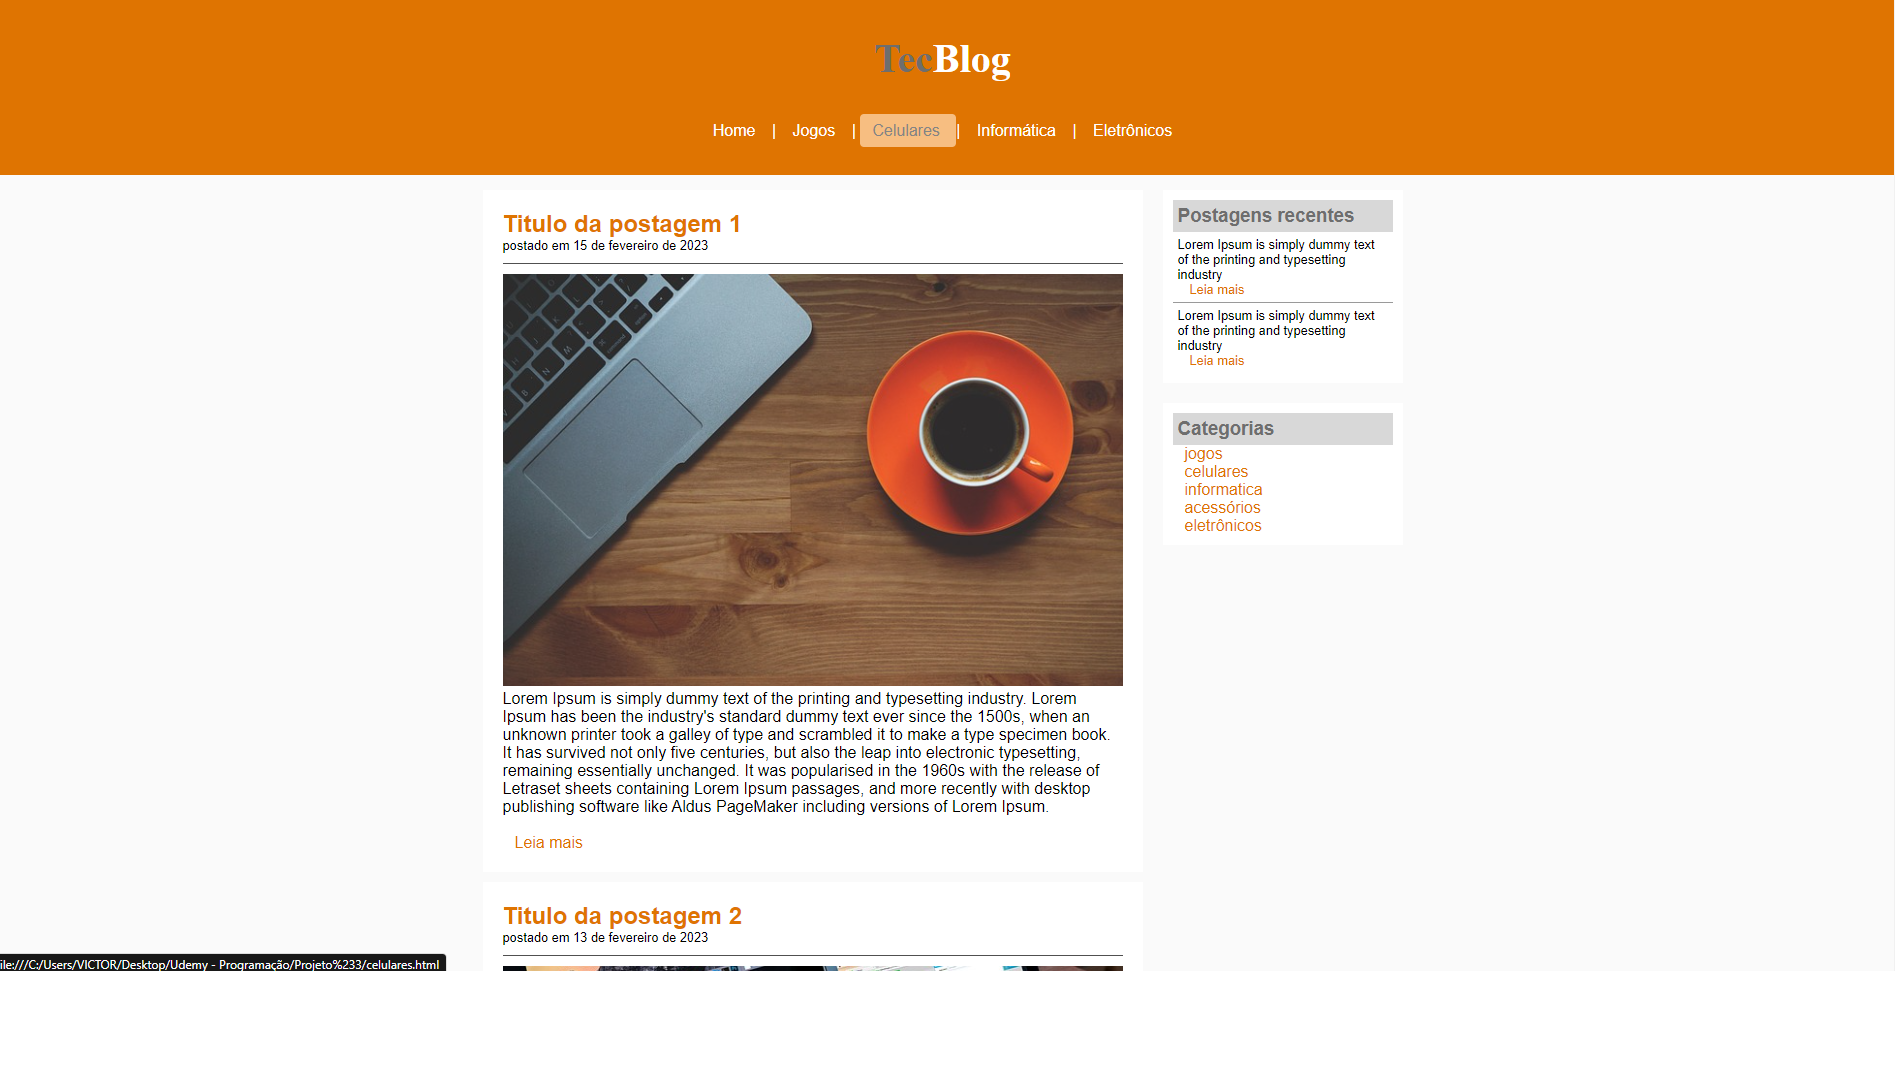 TecBlog
Home | Jogos | Celulares | Informática | Eletrônicos
Titulo da postagem 1
postado em 15 de fevereiro de 2023
Lorem Ipsum is simply dummy text of the printing and typesetting industry. Lorem
Ipsum has been the industry's standard dummy text ever since the 1500s, when an
unknown printer took a galley of type and scrambled it to make a type specimen book.
It has survived not only five centuries, but also the leap into electronic typesetting,
remaining essentially unchanged. It was popularised in the 1960s with the release of
Letraset sheets containing Lorem Ipsum passages, and more recently with desktop
publishing software like Aldus PageMaker including versions of Lorem Ipsum.
Leia mais
Titulo da postagem 2
postado em 13 de fevereiro de 2023
Postagens recentes
Lorem Ipsum is simply dummy text
of the printing and typesetting
industry
Leia mais
Lorem Ipsum is simply dummy text
of the printing and typesetting
industry
Leia mais
Categorias
jogos
celulares
informatica
acessórios
eletrônicos
ile:///C:/Users/VICTOR/Desktop/Udemy - Programação/Projeto%233/celulares.html